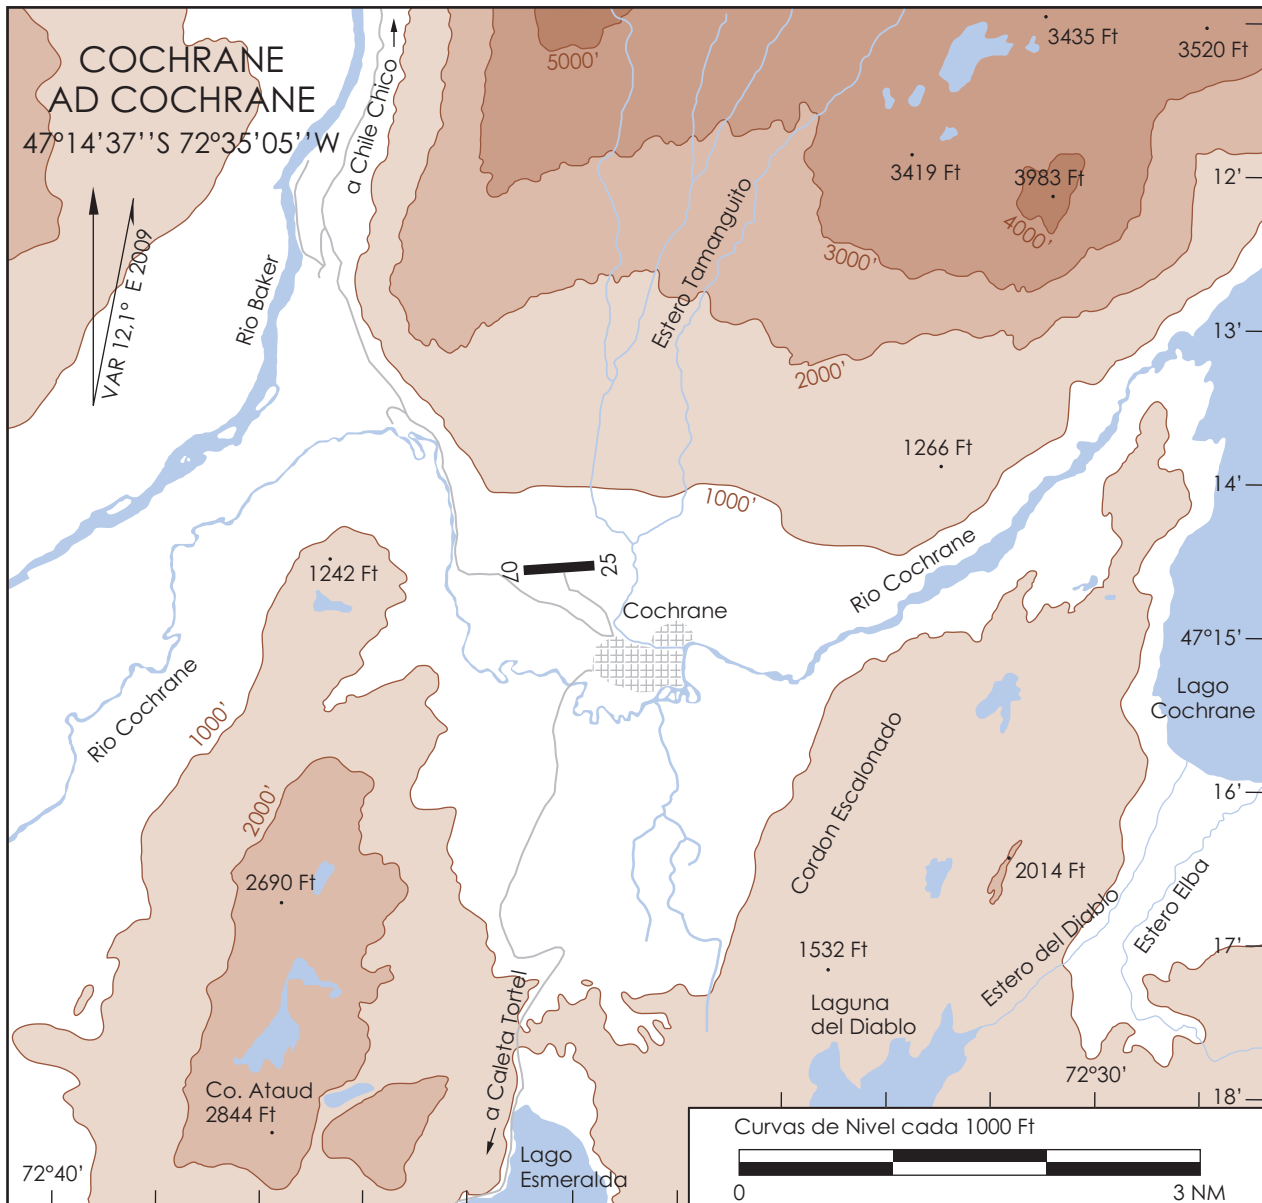 COCHRANE
AD COCHRANE
47°14'37''S 72°35'05''W
a Chile Chico
5000'
3435 Ft
3520 Ft
3419 Ft
3983 Ft
4000'
3000'
12'
VAR 12,1° E 2009
Rio Baker
Estero Tamanguito
2000'
13'
1266 Ft
1000'
14'
1242 Ft
07
25
Rio Cochrane
Cochrane
47°15'
Rio Cochrane
1000'
Lago
Cochrane
2000'
Cordon Escalonado
16'
2690 Ft
2014 Ft
Estero del Diablo
Estero Elba
1532 Ft
17'
a Caleta Tortel
Laguna
del Diablo
72°30'
Co. Ataud
2844 Ft
18'
72°40'
Lago
Esmeralda
Curvas de Nivel cada 1000 Ft
0
3 NM